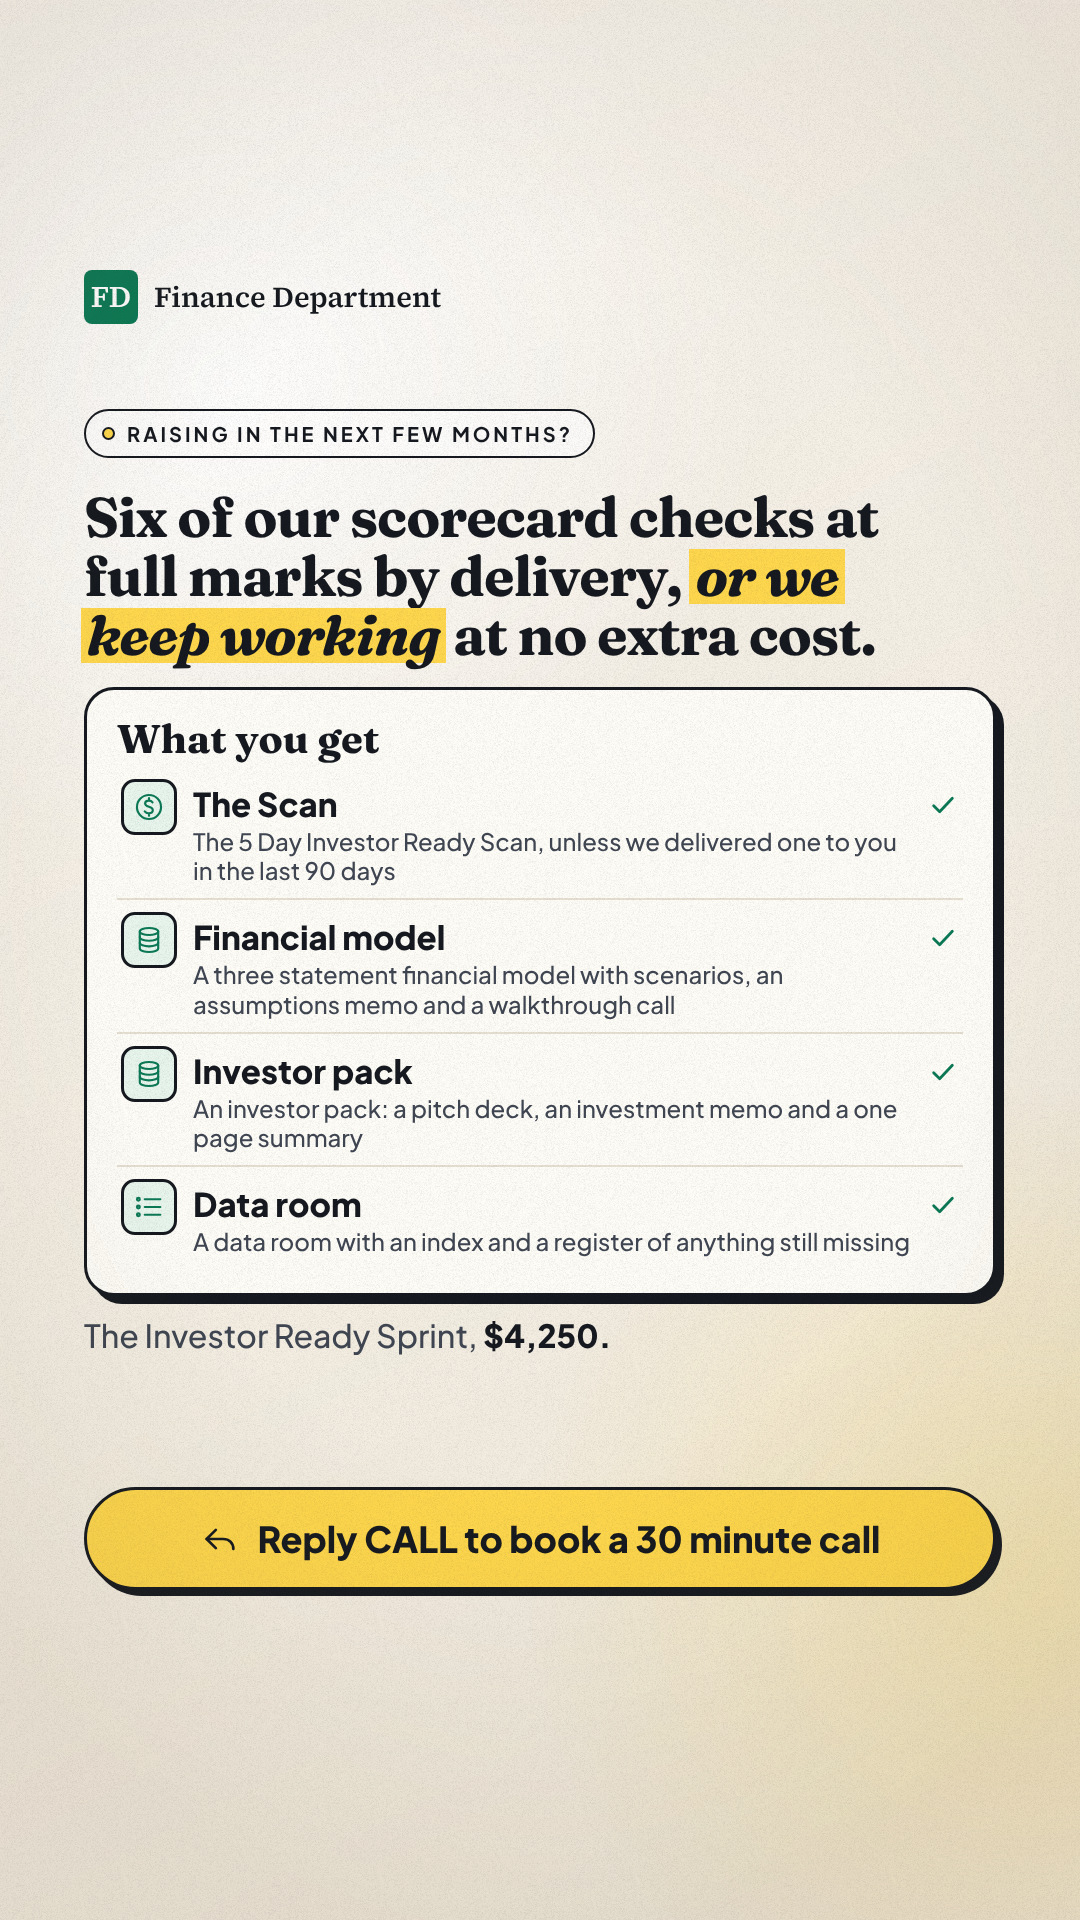 FD Finance Department
RAISING IN THE NEXT FEW MONTHS?
Six of our scorecard checks at
full marks by delivery, or we
keep working at no extra cost.
What you get
The Scan
The 5 Day Investor Ready Scan, unless we delivered one to you
in the last 90 days
Financial model
A three statement financial model with scenarios, an
assumptions memo and a walkthrough call
Investor pack
An investor pack: a pitch deck, an investment memo and a one
page summary
Data room
A data room with an index and a register of anything still missing
The Investor Ready Sprint, $4,250.
Reply CALL to book a 30 minute call